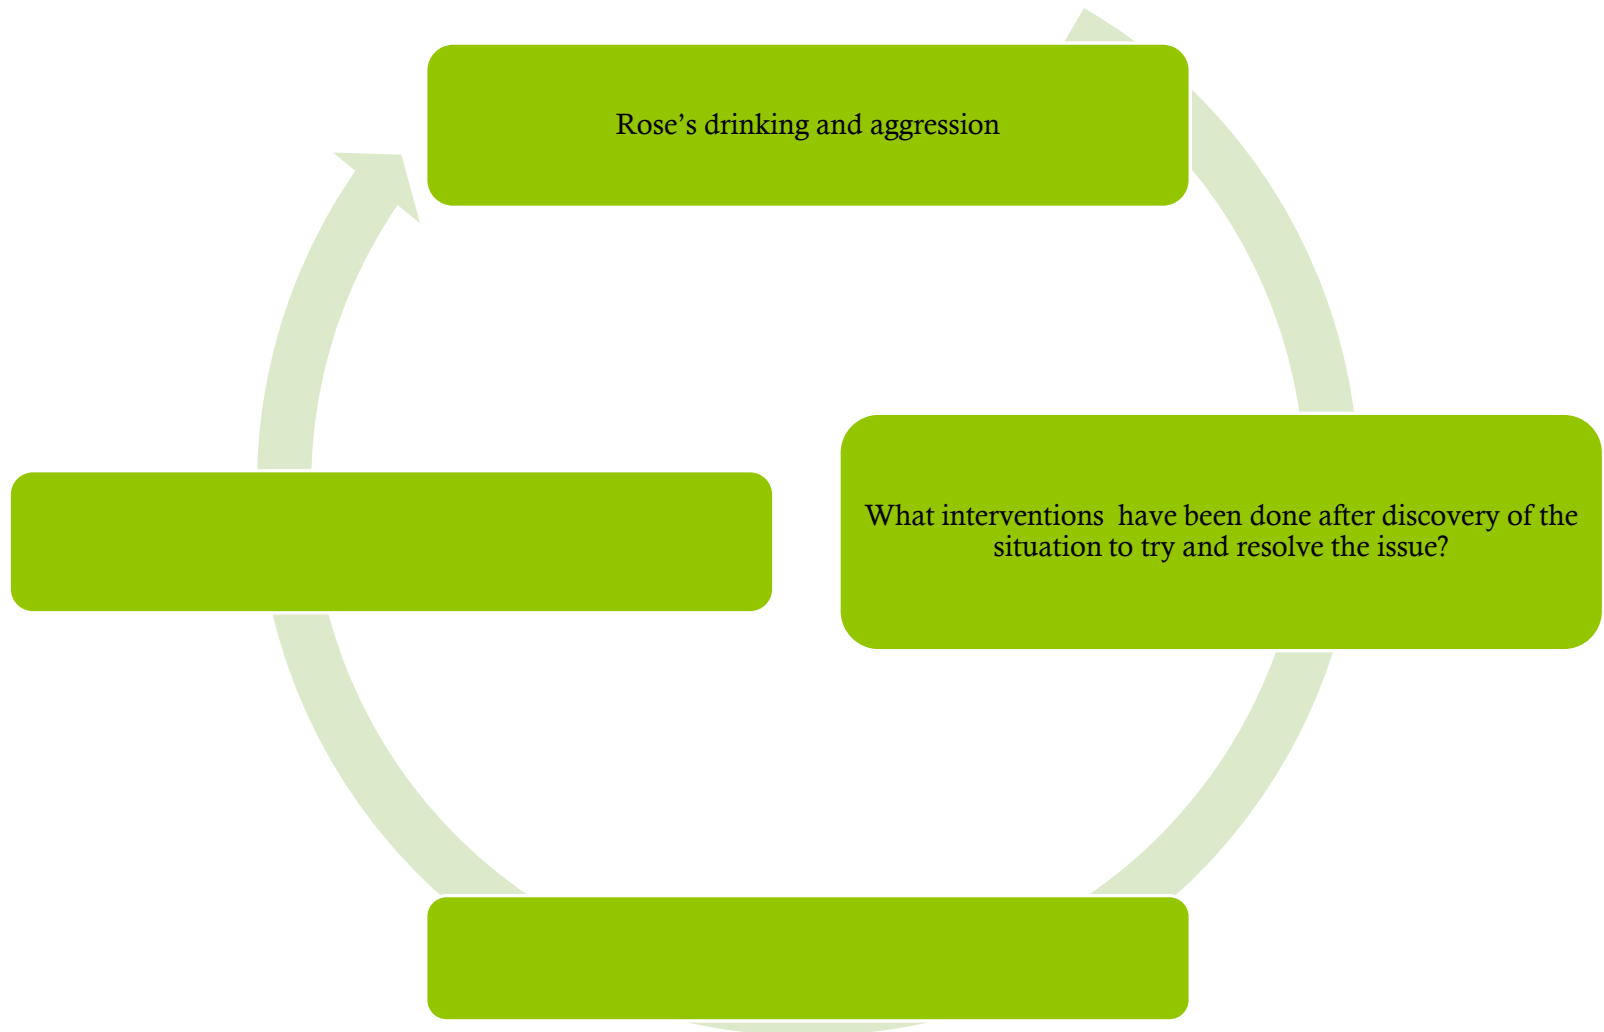 Rose’s drinking and aggression
What interventions  have been done after discovery of the
situation to try and resolve the issue?